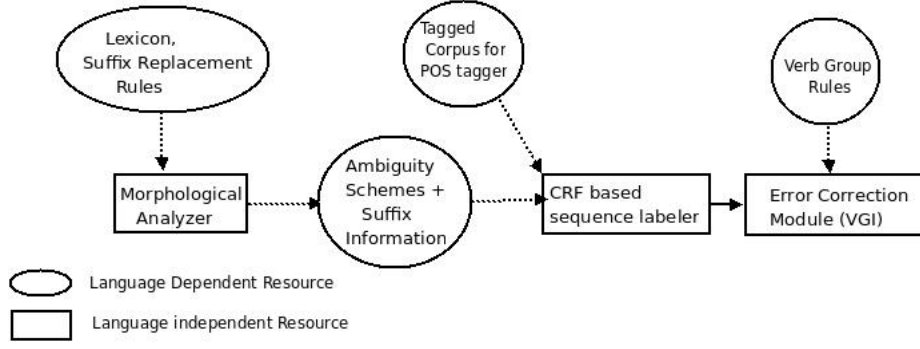 Lexicon,
Suffix Replacement
Rules
Tagged
Corpus for
POS tagger
Verb Group
Rules
Morphological
Analyzer
Ambiguity
Schemes +
Suffix
Information
CRF based
sequence labeler
Error Correction
Module (VGI)
Language Dependent Resource
Language independent Resource